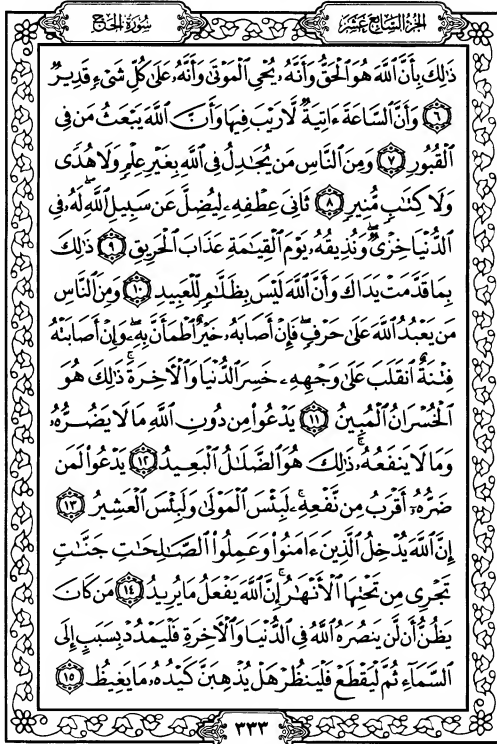 الجزء السابع عشر
سورة الحج
ذَٰلِكَ بِأَنَّ ٱللَّهَ هُوَ ٱلْحَقُّ وَأَنَّهُۥ يُحْىِ ٱلْمَوْتَىٰ وَأَنَّهُۥ عَلَىٰ كُلِّ شَىْءٍ قَدِيرٌ
٦ وَأَنَّ ٱلسَّاعَةَ ءَاتِيَةٌ لَّا رَيْبَ فِيهَا وَأَنَّ ٱللَّهَ يَبْعَثُ مَن فِى
ٱلْقُبُورِ ٧ وَمِنَ ٱلنَّاسِ مَن يُجَٰدِلُ فِى ٱللَّهِ بِغَيْرِ عِلْمٍ وَلَا هُدًى
وَلَا كِتَٰبٍ مُّنِيرٍ ٨ ثَانِىَ عِطْفِهِۦ لِيُضِلَّ عَن سَبِيلِ ٱللَّهِ ۖ لَهُۥ فِى
ٱلدُّنْيَا خِزْىٌ ۖ وَنُذِيقُهُۥ يَوْمَ ٱلْقِيَٰمَةِ عَذَابَ ٱلْحَرِيقِ ٩ ذَٰلِكَ
بِمَا قَدَّمَتْ يَدَاكَ وَأَنَّ ٱللَّهَ لَيْسَ بِظَلَّٰمٍ لِّلْعَبِيدِ ١٠ وَمِنَ ٱلنَّاسِ
مَن يَعْبُدُ ٱللَّهَ عَلَىٰ حَرْفٍ ۖ فَإِنْ أَصَابَهُۥ خَيْرٌ ٱطْمَأَنَّ بِهِۦ ۖ وَإِنْ أَصَابَتْهُ
فِتْنَةٌ ٱنقَلَبَ عَلَىٰ وَجْهِهِۦ خَسِرَ ٱلدُّنْيَا وَٱلْءَاخِرَةَ ۚ ذَٰلِكَ هُوَ
ٱلْخُسْرَانُ ٱلْمُبِينُ ١١ يَدْعُوا۟ مِن دُونِ ٱللَّهِ مَا لَا يَضُرُّهُۥ
وَمَا لَا يَنفَعُهُۥ ۚ ذَٰلِكَ هُوَ ٱلضَّلَٰلُ ٱلْبَعِيدُ ١٢ يَدْعُوا۟ لَمَن
ضَرُّهُۥٓ أَقْرَبُ مِن نَّفْعِهِۦ ۚ لَبِئْسَ ٱلْمَوْلَىٰ وَلَبِئْسَ ٱلْعَشِيرُ ١٣
إِنَّ ٱللَّهَ يُدْخِلُ ٱلَّذِينَ ءَامَنُوا۟ وَعَمِلُوا۟ ٱلصَّٰلِحَٰتِ جَنَّٰتٍ
تَجْرِى مِن تَحْتِهَا ٱلْأَنْهَٰرُ ۚ إِنَّ ٱللَّهَ يَفْعَلُ مَا يُرِيدُ ١٤ مَن كَانَ
يَظُنُّ أَن لَّن يَنصُرَهُ ٱللَّهُ فِى ٱلدُّنْيَا وَٱلْءَاخِرَةِ فَلْيَمْدُدْ بِسَبَبٍ إِلَى
ٱلسَّمَآءِ ثُمَّ لْيَقْطَعْ فَلْيَنظُرْ هَلْ يُذْهِبَنَّ كَيْدُهُۥ مَا يَغِيظُ ١٥
٣٣٣